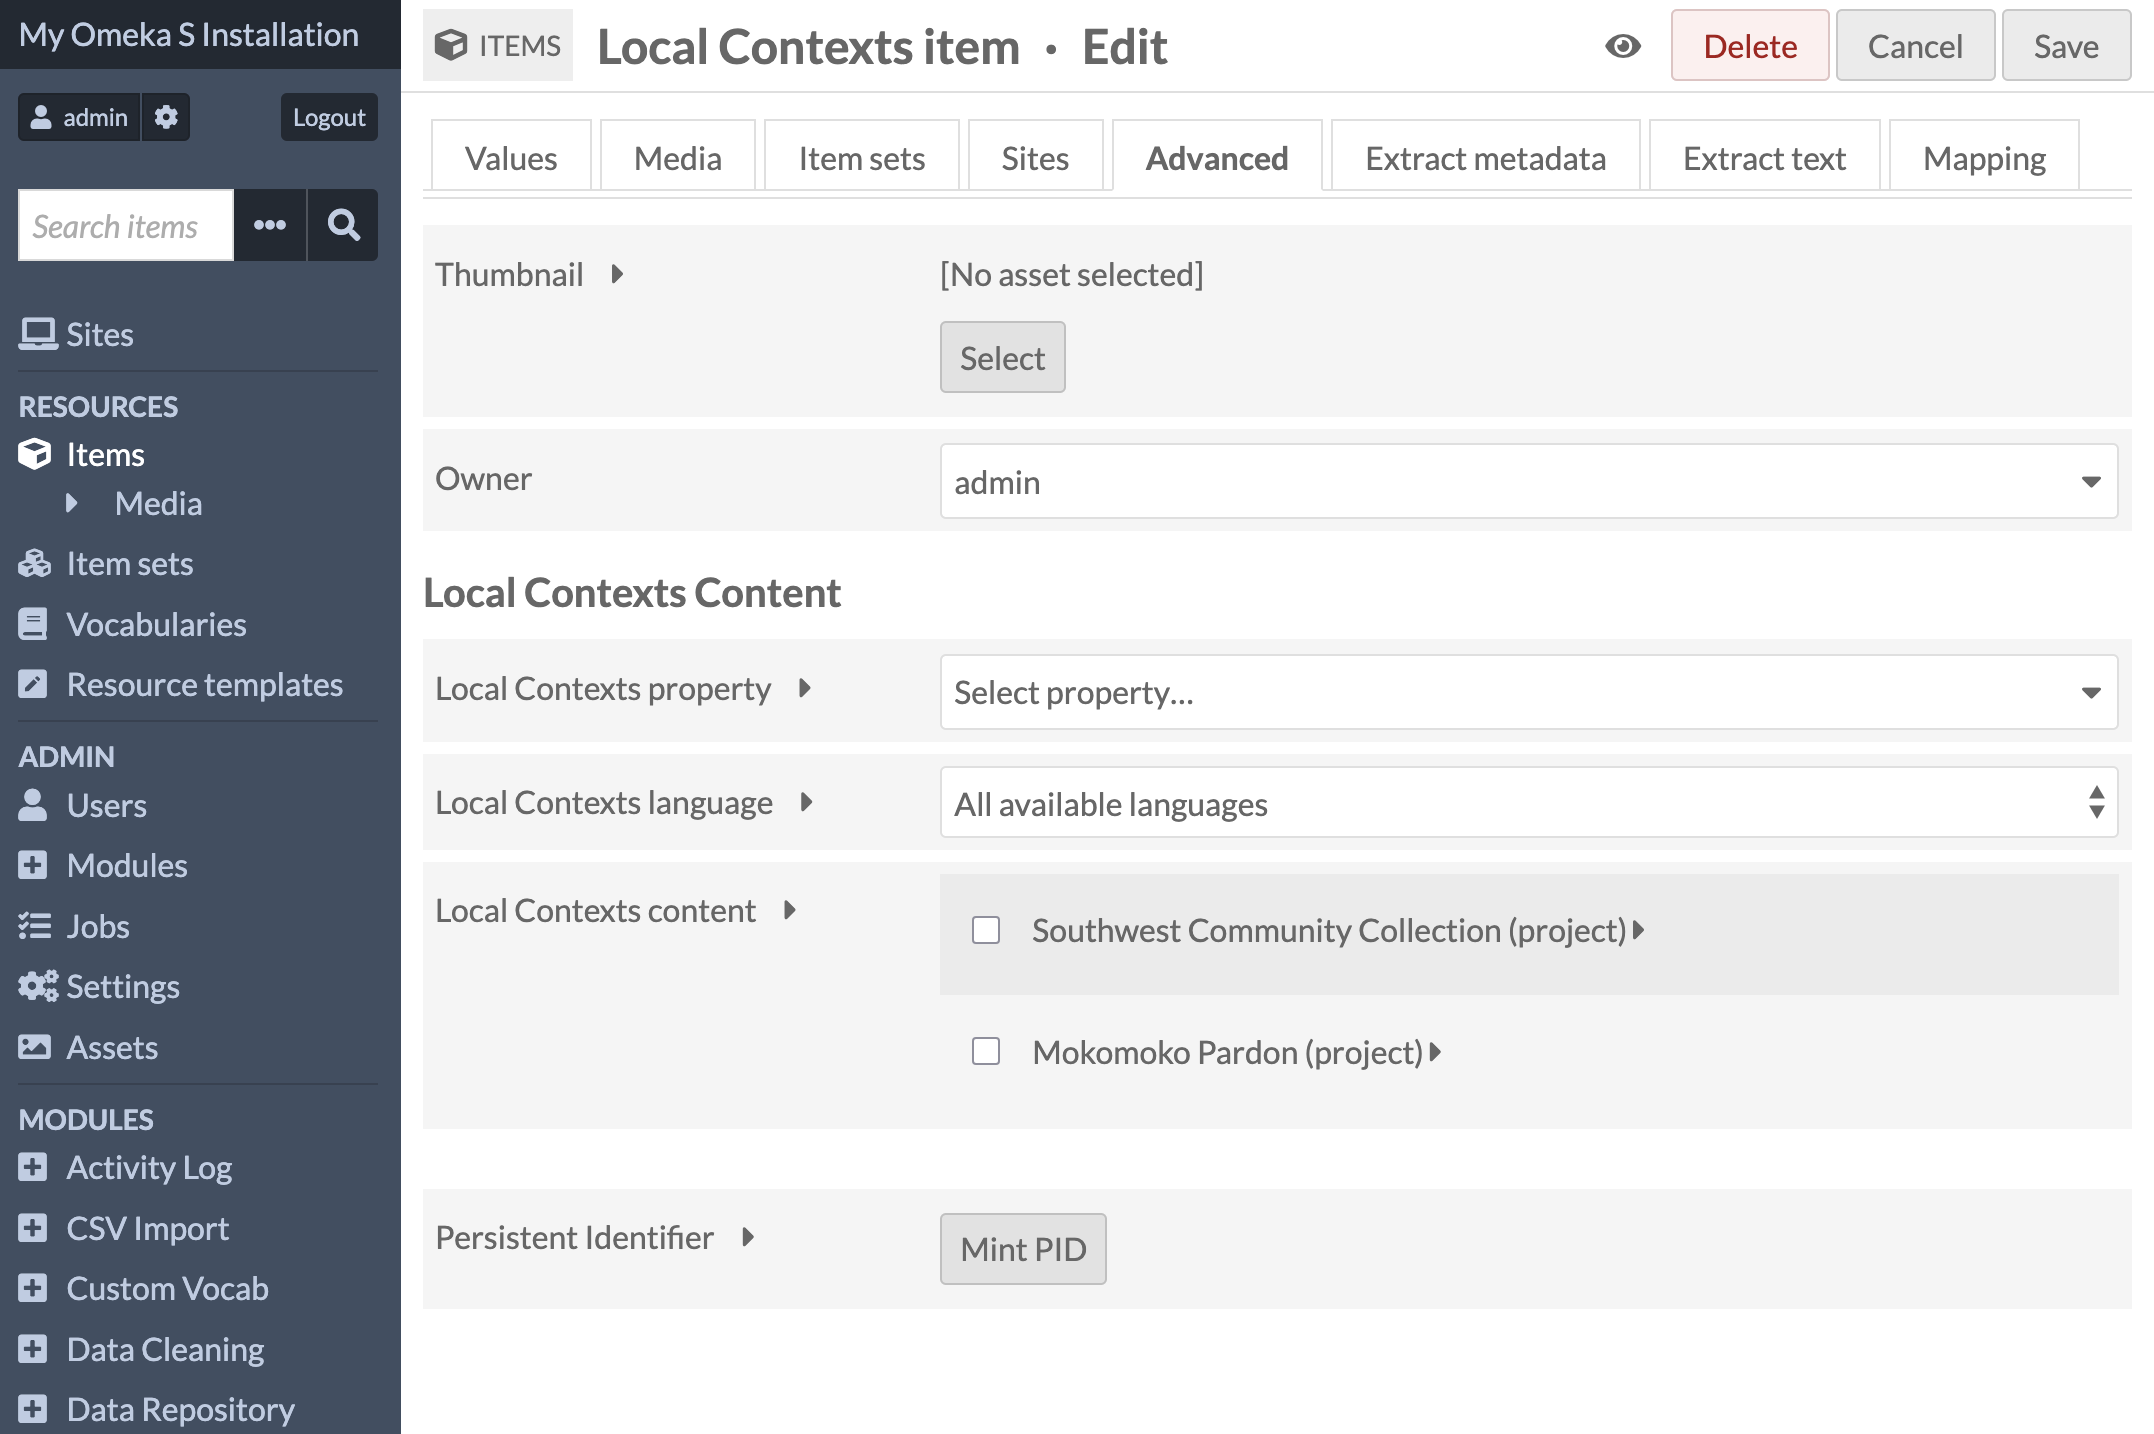 My Omeka S Installation
admin
Logout
Search items
Sites
RESOURCES
Items
Media
Item sets
Vocabularies
Resource templates
ADMIN
Users
Modules
Jobs
Settings
Assets
MODULES
Activity Log
CSV Import
Custom Vocab
Data Cleaning
Data Repository
ITEMS Local Contexts item · Edit
Delete Cancel Save
Values Media Item sets Sites Advanced Extract metadata Extract text Mapping
Thumbnail [No asset selected]
Select
Owner admin
Local Contexts Content
Local Contexts property Select property...
Local Contexts language All available languages
Local Contexts content Southwest Community Collection (project)
Mokomoko Pardon (project)
Persistent Identifier Mint PID